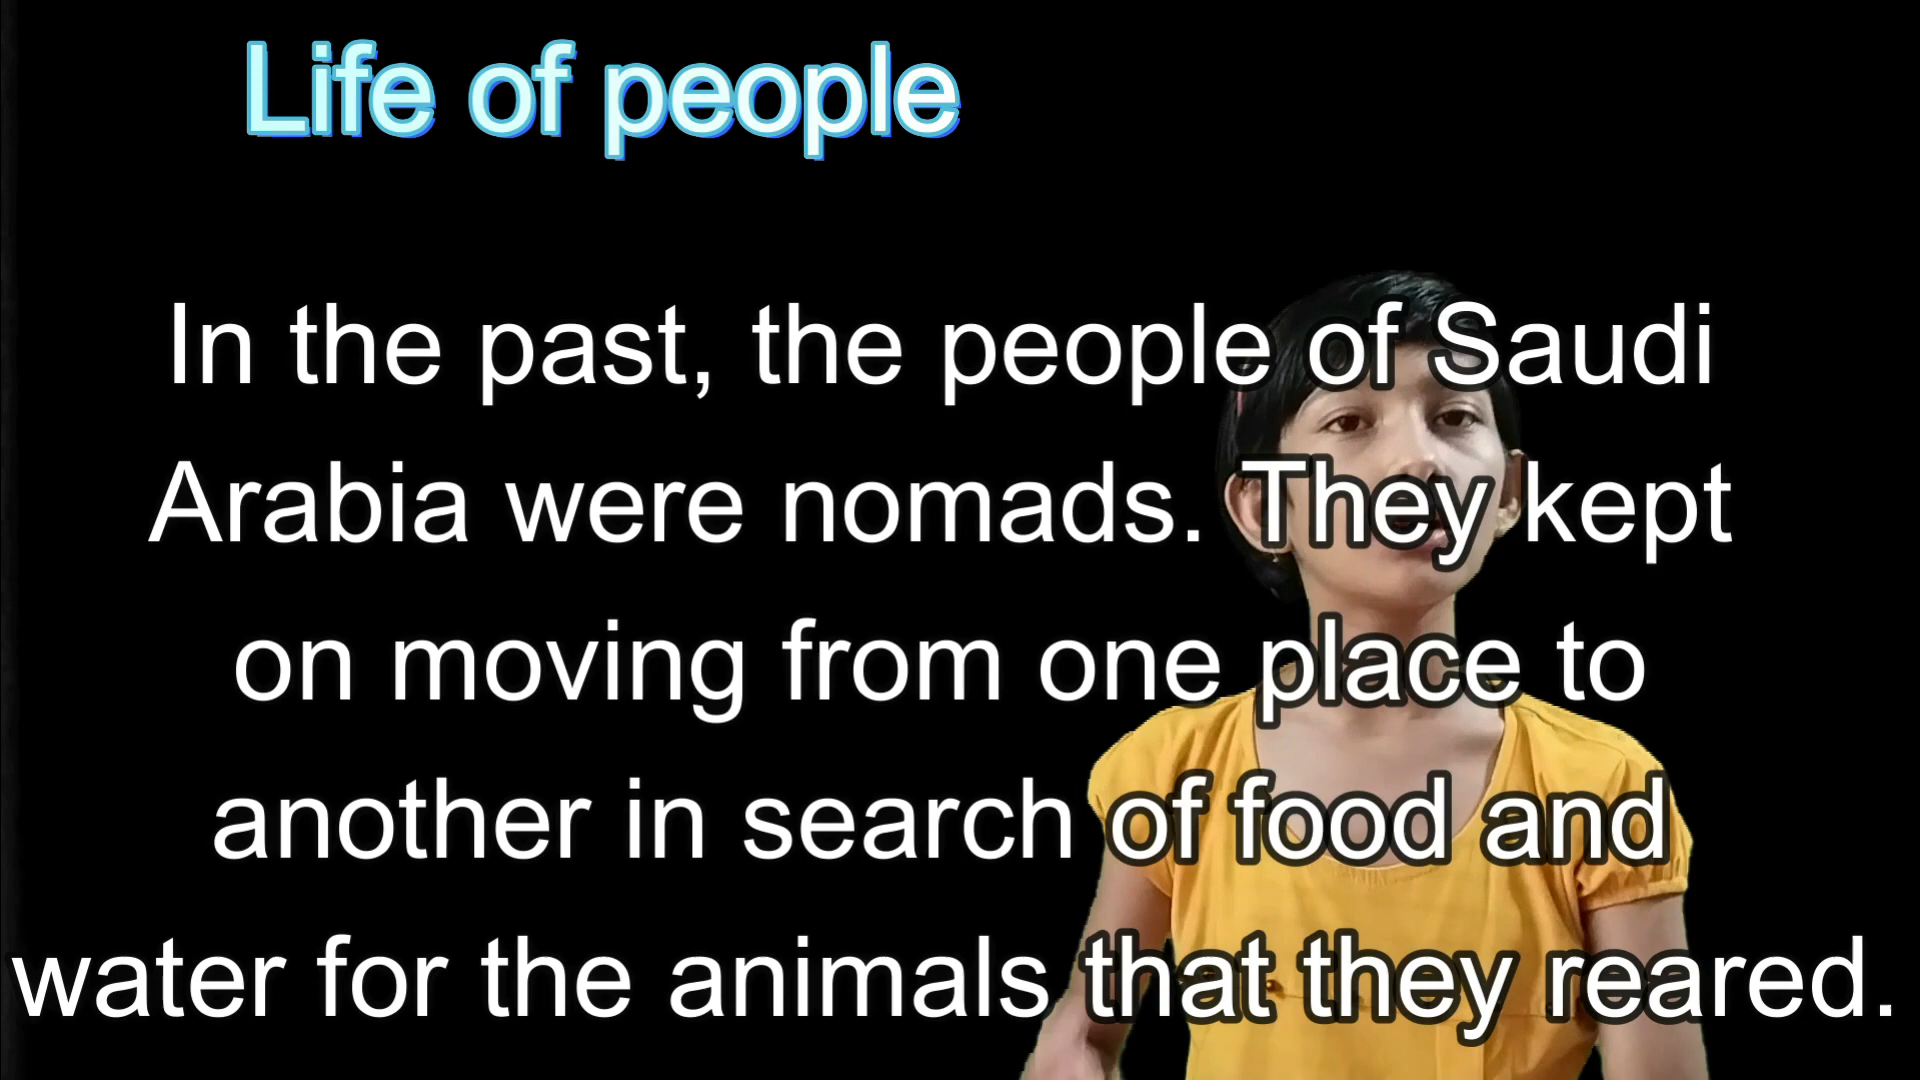 Life of people
In the past, the people of Saudi
Arabia were nomads. They kept
on moving from one place to
another in search of food and
water for the animals that they reared.